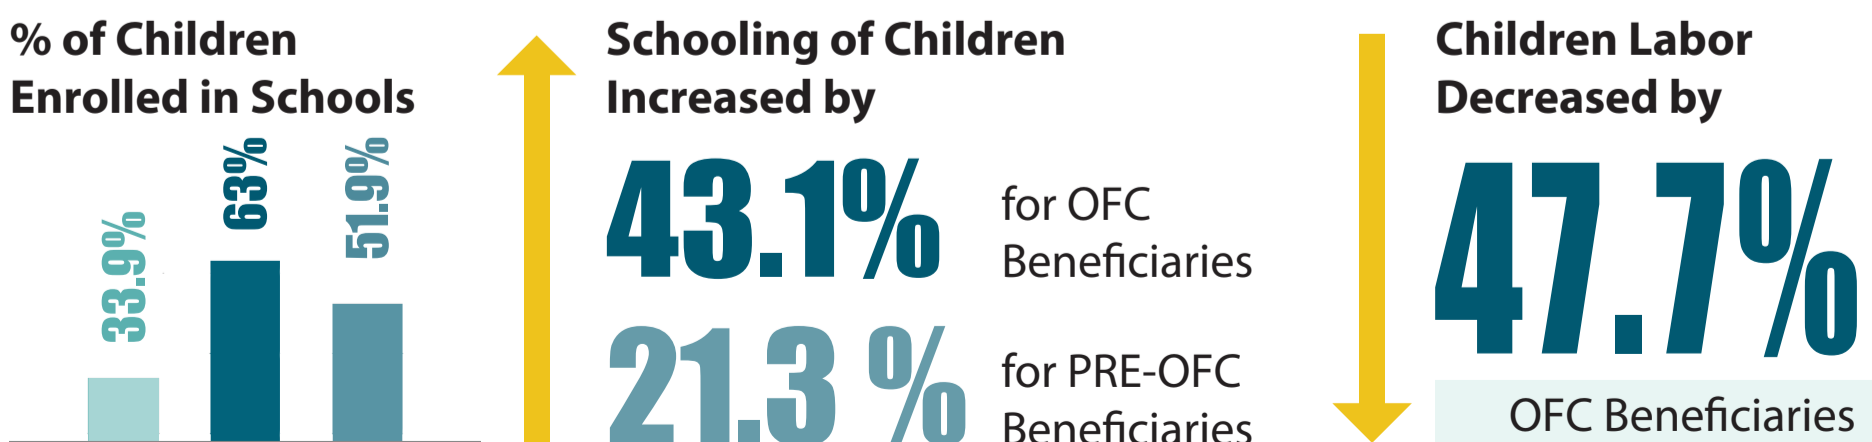 % of Children
Enrolled in Schools
33.9%
63%
51.9%
Schooling of Children
Increased by
43.1%
for OFC
Beneficiaries
21.3 %
for PRE-OFC
Beneficiaries
Children Labor
Decreased by
47.7%
OFC Beneficiaries